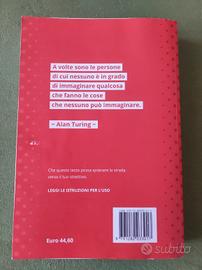 A volte sono le persone
di cui nessuno è in grado
di immaginare qualcosa
che fanno le cose
che nessuno può immaginare.
– Alan Turing –
Che questo testo possa spianare la strada
verso il tuo obiettivo.
LEGGI LE ISTRUZIONI PER L'USO
Euro 44,60
subito